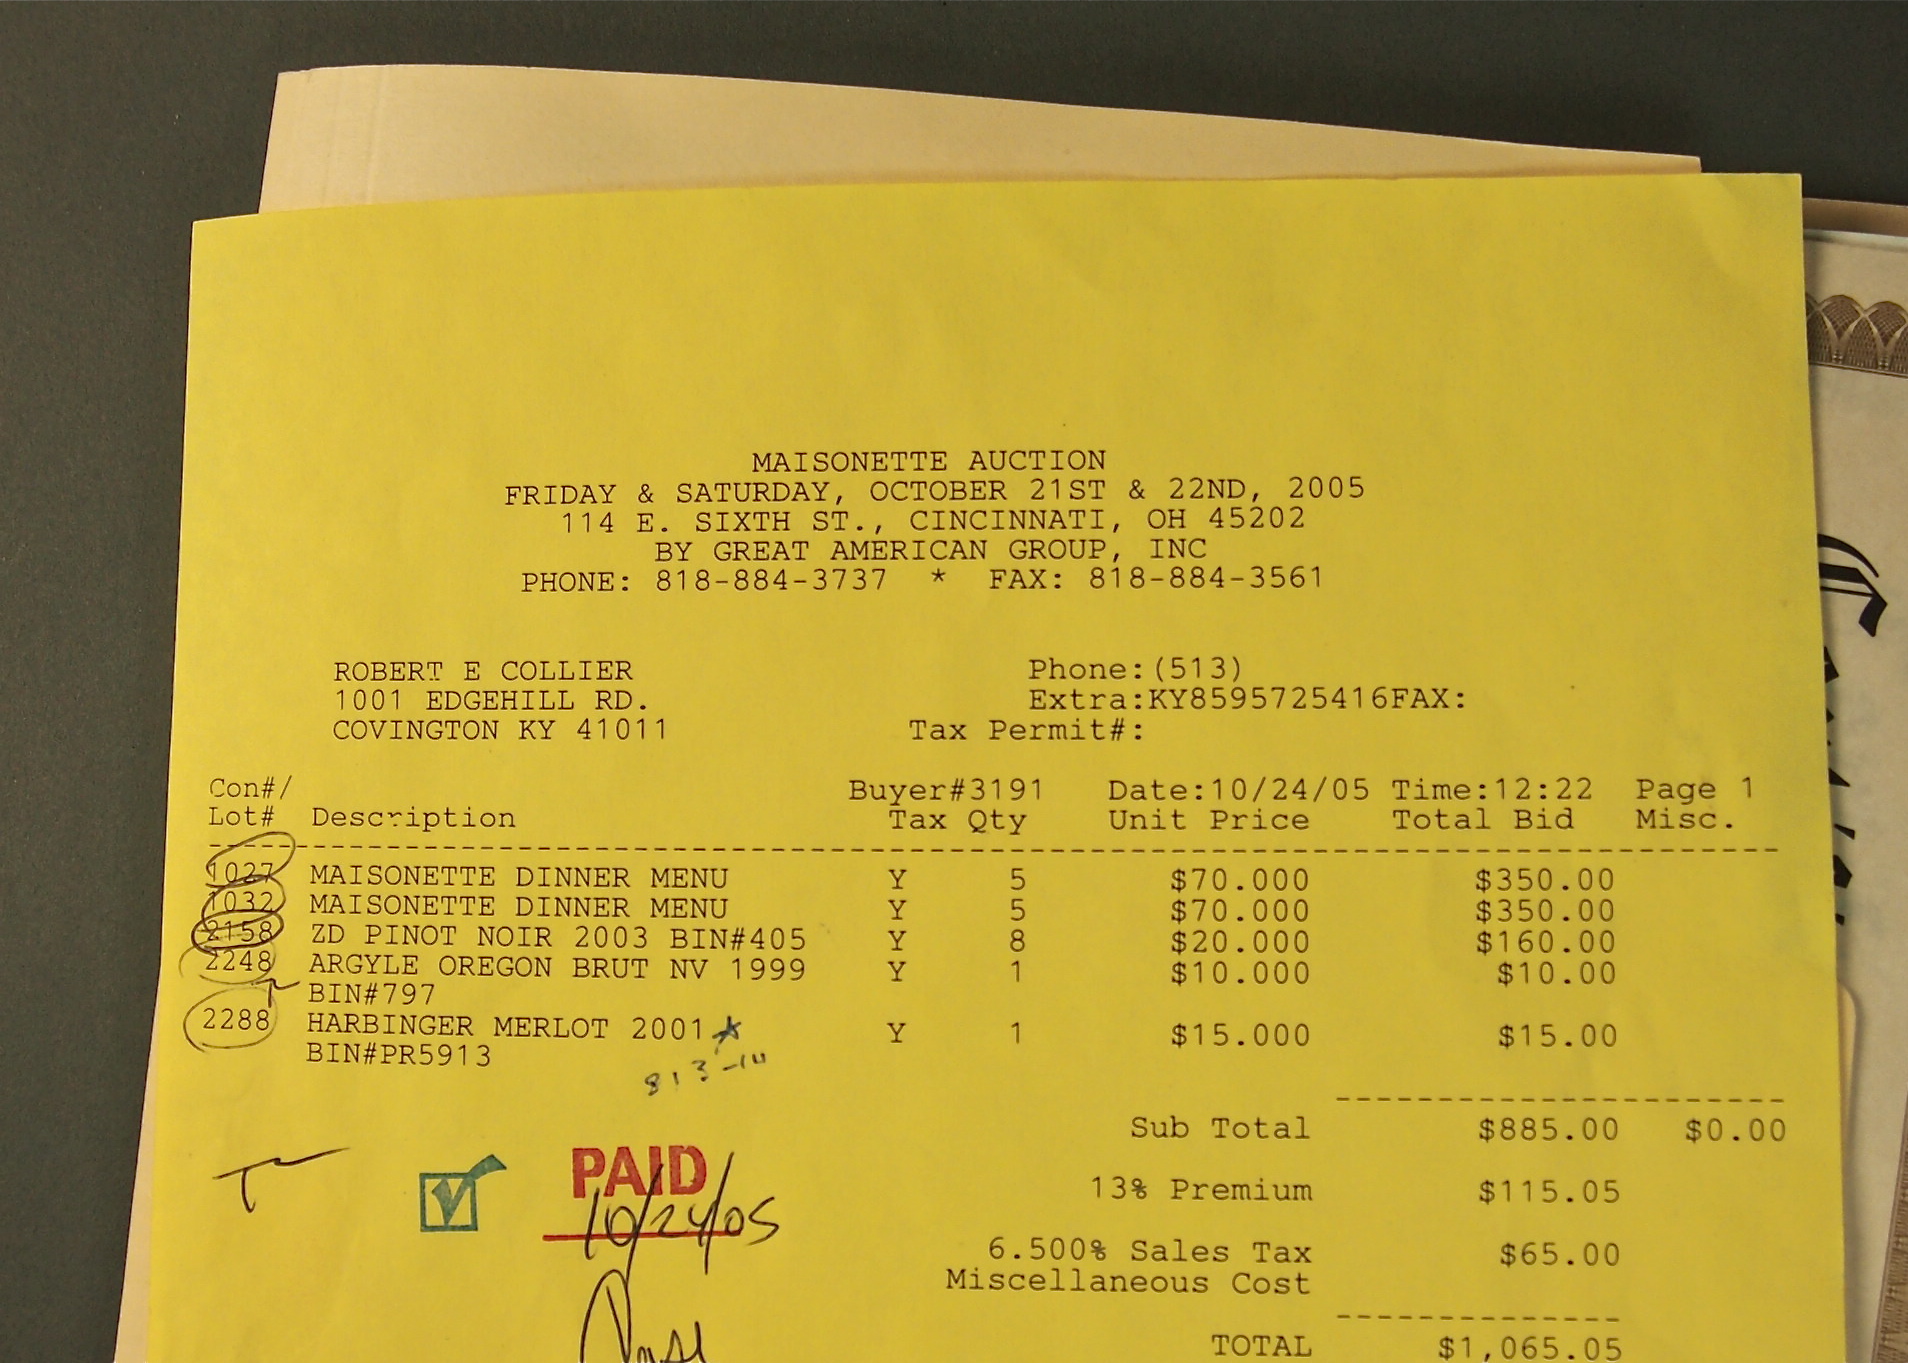 MAISONETTE AUCTION
FRIDAY & SATURDAY, OCTOBER 21ST & 22ND, 2005
114 E. SIXTH ST., CINCINNATI, OH 45202
BY GREAT AMERICAN GROUP, INC
PHONE: 818-884-3737 * FAX: 818-884-3561
ROBERT E COLLIER Phone:(513)
1001 EDGEHILL RD. Extra:KY8595725416FAX:
COVINGTON KY 41011 Tax Permit#:
Con#/ Buyer#3191 Date:10/24/05 Time:12:22 Page 1
Lot# Description Tax Qty Unit Price Total Bid Misc.
1027 MAISONETTE DINNER MENU Y 5 $70.000 $350.00
1032 MAISONETTE DINNER MENU Y 5 $70.000 $350.00
2158 ZD PINOT NOIR 2003 BIN#405 Y 8 $20.000 $160.00
2248 ARGYLE OREGON BRUT NV 1999 Y 1 $10.000 $10.00
BIN#797
2288 HARBINGER MERLOT 2001 Y 1 $15.000 $15.00
BIN#PR5913
Sub Total $885.00 $0.00
PAID
10/24/05
13% Premium $115.05
6.500% Sales Tax $65.00
Miscellaneous Cost
TOTAL $1,065.05